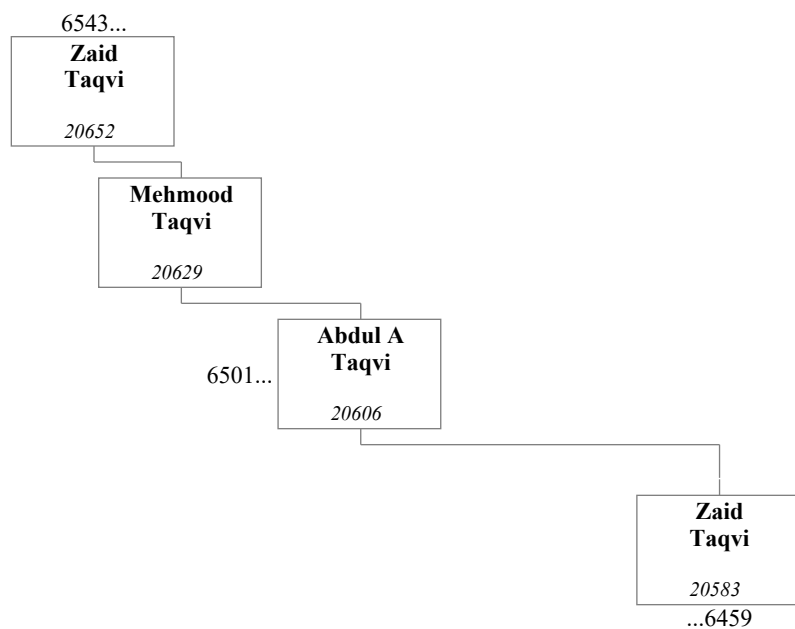 6543...
Zaid
Taqvi
20652
Mehmood
Taqvi
20629
Abdul A
Taqvi
6501...
20606
Zaid
Taqvi
20583
...6459